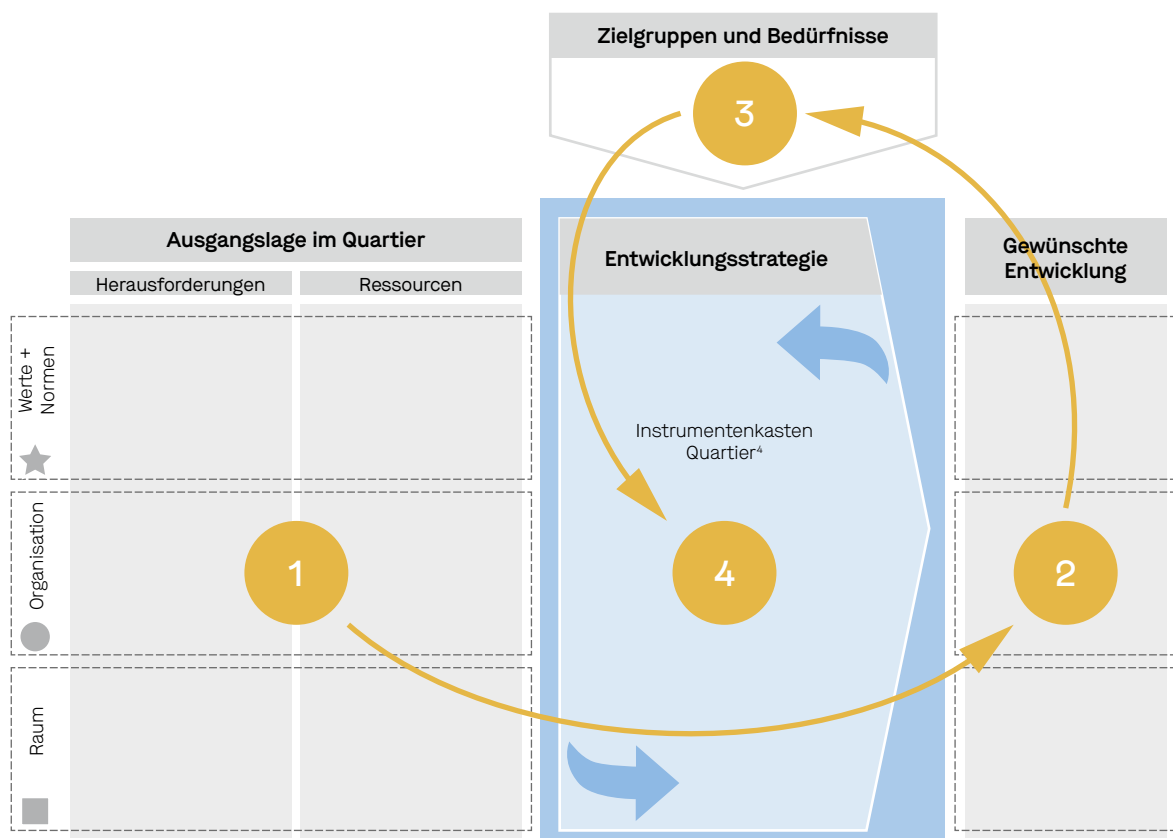 Zielgruppen und Bedürfnisse
3
Ausgangslage im Quartier
Herausforderungen
Ressourcen
Entwicklungsstrategie
Gewünschte
Entwicklung
Werte +
Normen
Instrumentenkasten
Quartier⁴
Organisation
1
4
2
Raum